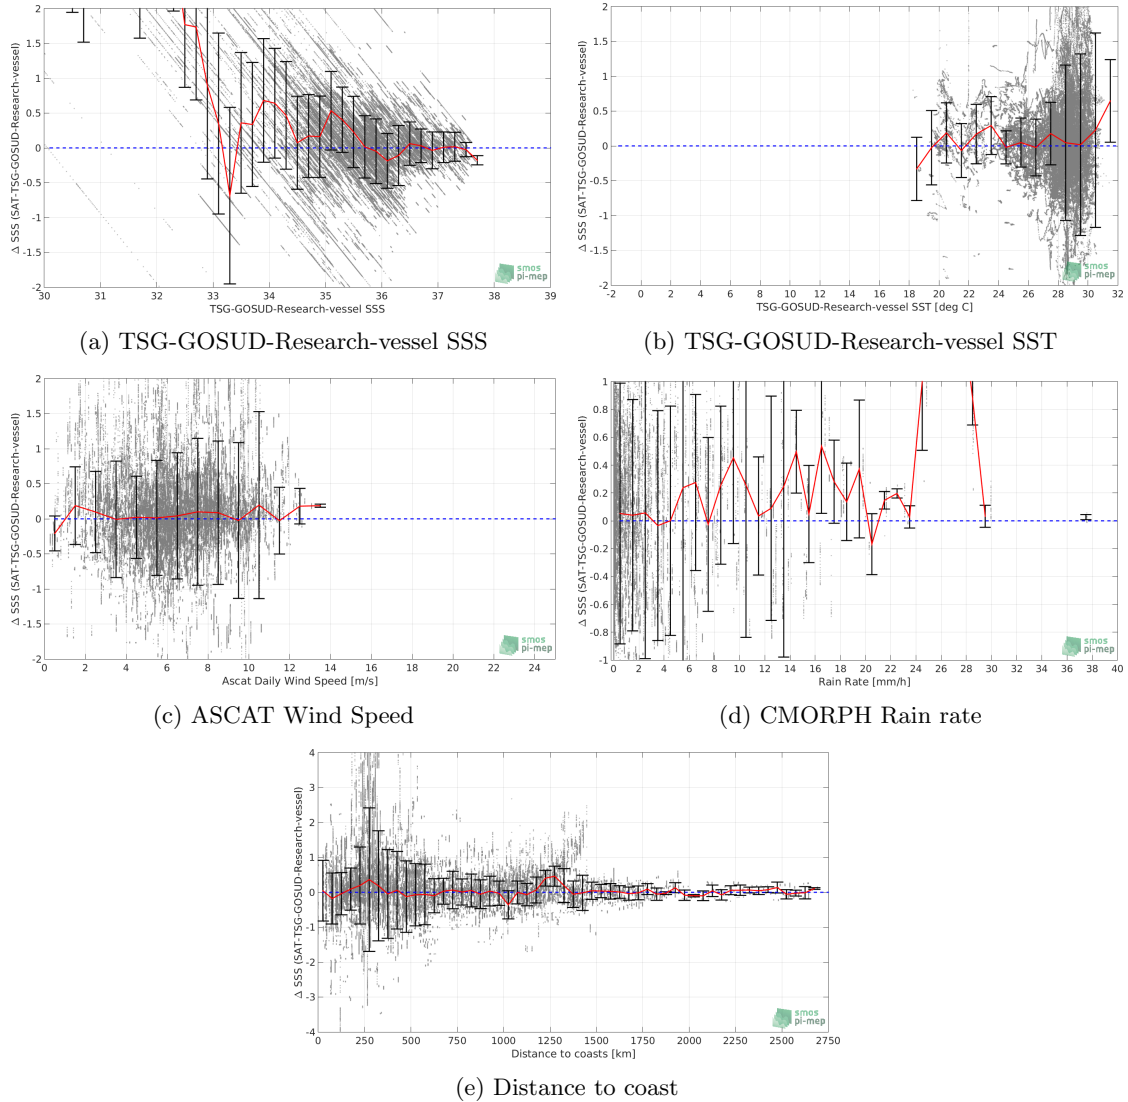 Δ SSS (SAT-TSG-GOSUD-Research-vessel)
2
1.5
1
0.5
0
-0.5
-1
-1.5
-2
30 31 32 33 34 35 36 37 38 39
TSG-GOSUD-Research-vessel SSS
smos
pi-mep
(a) TSG-GOSUD-Research-vessel SSS
Δ SSS (SAT-TSG-GOSUD-Research-vessel)
2
1.5
1
0.5
0
-0.5
-1
-1.5
-2
-2 0 2 4 6 8 10 12 14 16 18 20 22 24 26 28 30 32
TSG-GOSUD-Research-vessel SST [deg C]
smos
pi-mep
(b) TSG-GOSUD-Research-vessel SST
Δ SSS (SAT-TSG-GOSUD-Research-vessel)
2
1.5
1
0.5
0
-0.5
-1
-1.5
-2
0 2 4 6 8 10 12 14 16 18 20 22 24
Ascat Daily Wind Speed [m/s]
smos
pi-mep
(c) ASCAT Wind Speed
Δ SSS (SAT-TSG-GOSUD-Research-vessel)
1
0.8
0.6
0.4
0.2
0
-0.2
-0.4
-0.6
-0.8
-1
0 2 4 6 8 10 12 14 16 18 20 22 24 26 28 30 32 34 36 38 40
Rain Rate [mm/h]
smos
pi-mep
(d) CMORPH Rain rate
Δ SSS (SAT-TSG-GOSUD-Research-vessel)
4
3
2
1
0
-1
-2
-3
-4
0 250 500 750 1000 1250 1500 1750 2000 2250 2500 2750
Distance to coasts [km]
smos
pi-mep
(e) Distance to coast